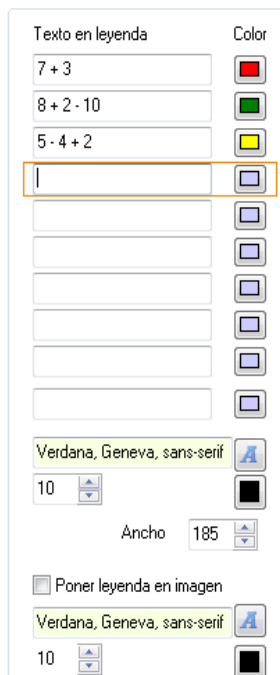 Texto en leyenda Color
7 + 3
8 + 2 - 10
5 - 4 + 2
Verdana, Geneva, sans-serif A
10
Ancho 185
Poner leyenda en imagen
Verdana, Geneva, sans-serif A
10